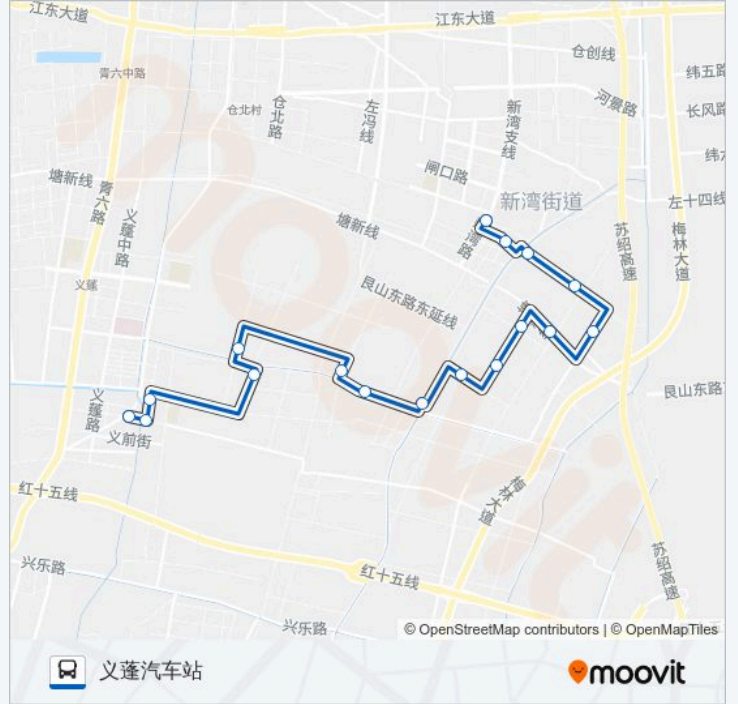 江东大道
江东大道
仓创线
青六中路
纬五路
河景路
长风路
仓北村
仓北路
左冯线
新湾支线
闸口路
塘新线
青六路
义蓬中路
左十四线
新湾街道
塘新线
湾路
苏绍高速
梅林大道
义蓬
艮山东路东延线
艮山东路
义蓬路
义前街
红十五线
梅林大道
兴乐路
红十五线
苏绍高速
兴乐路
© OpenStreetMap contributors | © OpenMapTiles
义蓬汽车站
moovit
moovit